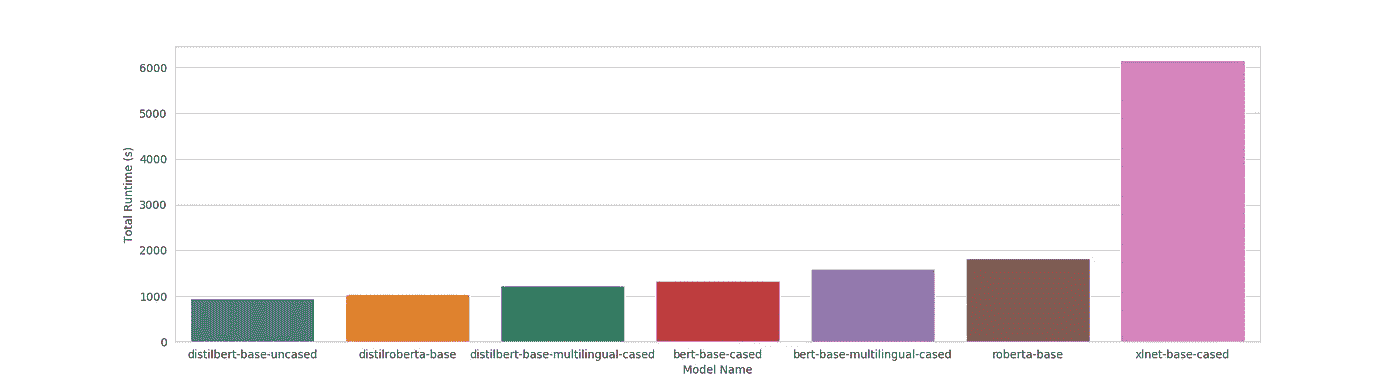 6000
5000
4000
3000
2000
1000
0
Total Runtime (s)
distilbert-base-uncased distilroberta-base distilbert-base-multilingual-cased bert-base-cased bert-base-multilingual-cased roberta-base xlnet-base-cased
Model Name